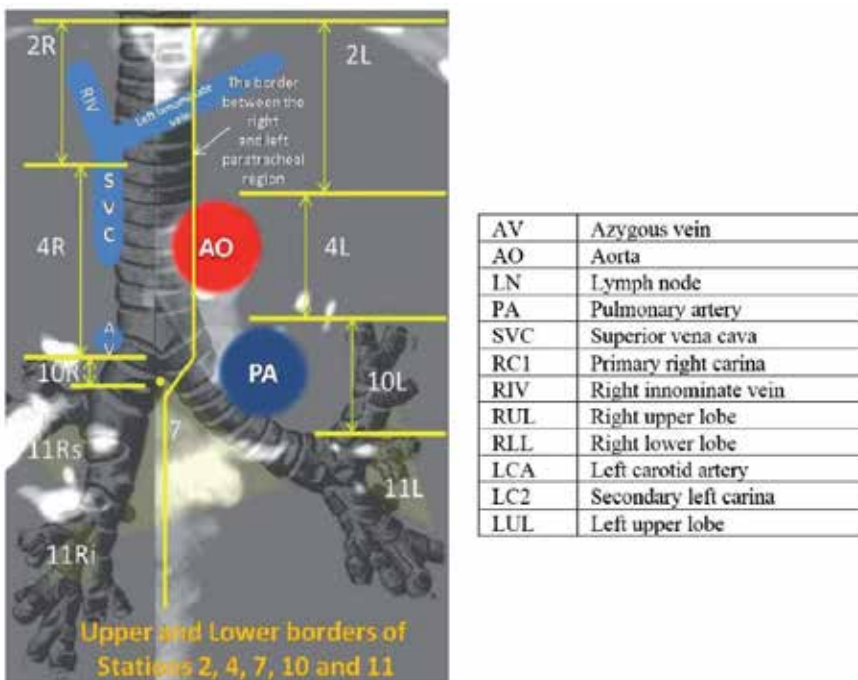 2R
2L
RIV
Left innominate
vein
The border
between the
right
and left
paratracheal
region
SVC
4R
AO
4L
AV
10R
PA
10L
7
11Rs
11L
11Ri
Upper and Lower borders of
Stations 2, 4, 7, 10 and 11
AV Azygous vein
AO Aorta
LN Lymph node
PA Pulmonary artery
SVC Superior vena cava
RC1 Primary right carina
RIV Right innominate vein
RUL Right upper lobe
RLL Right lower lobe
LCA Left carotid artery
LC2 Secondary left carina
LUL Left upper lobe